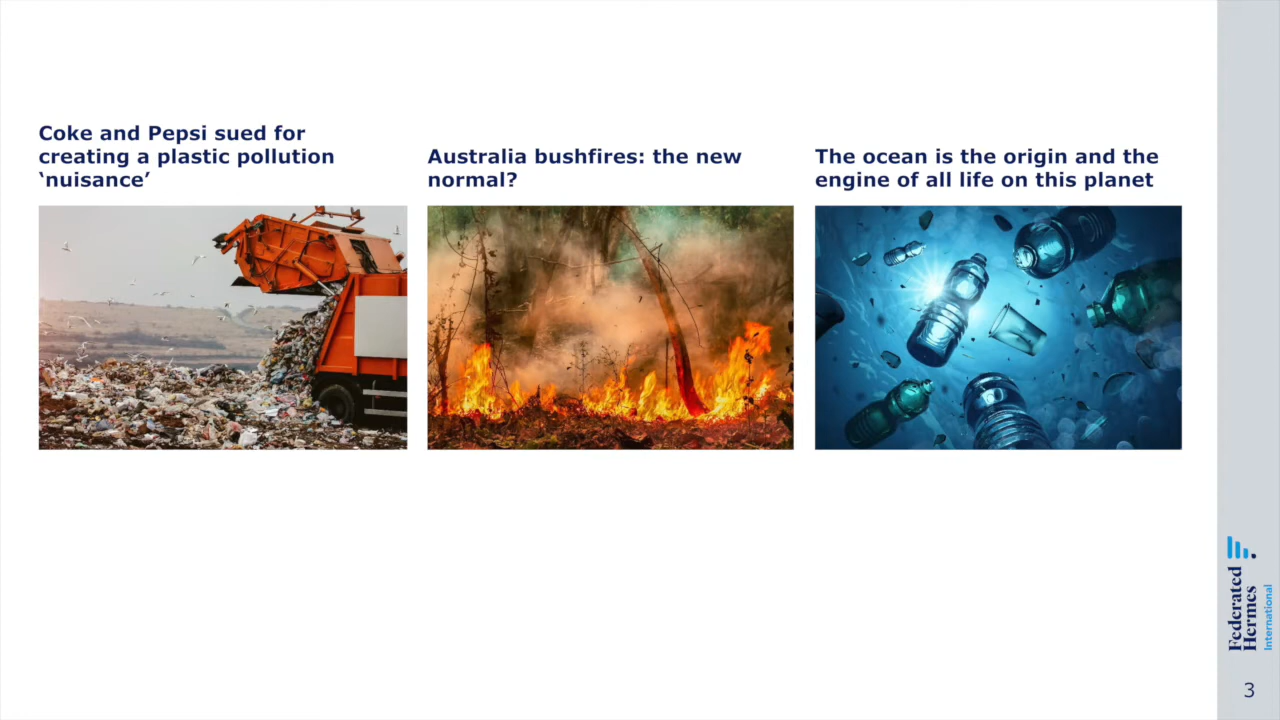 Coke and Pepsi sued for
creating a plastic pollution
‘nuisance’
Australia bushfires: the new
normal?
The ocean is the origin and the
engine of all life on this planet
Federated
Hermes
International
3